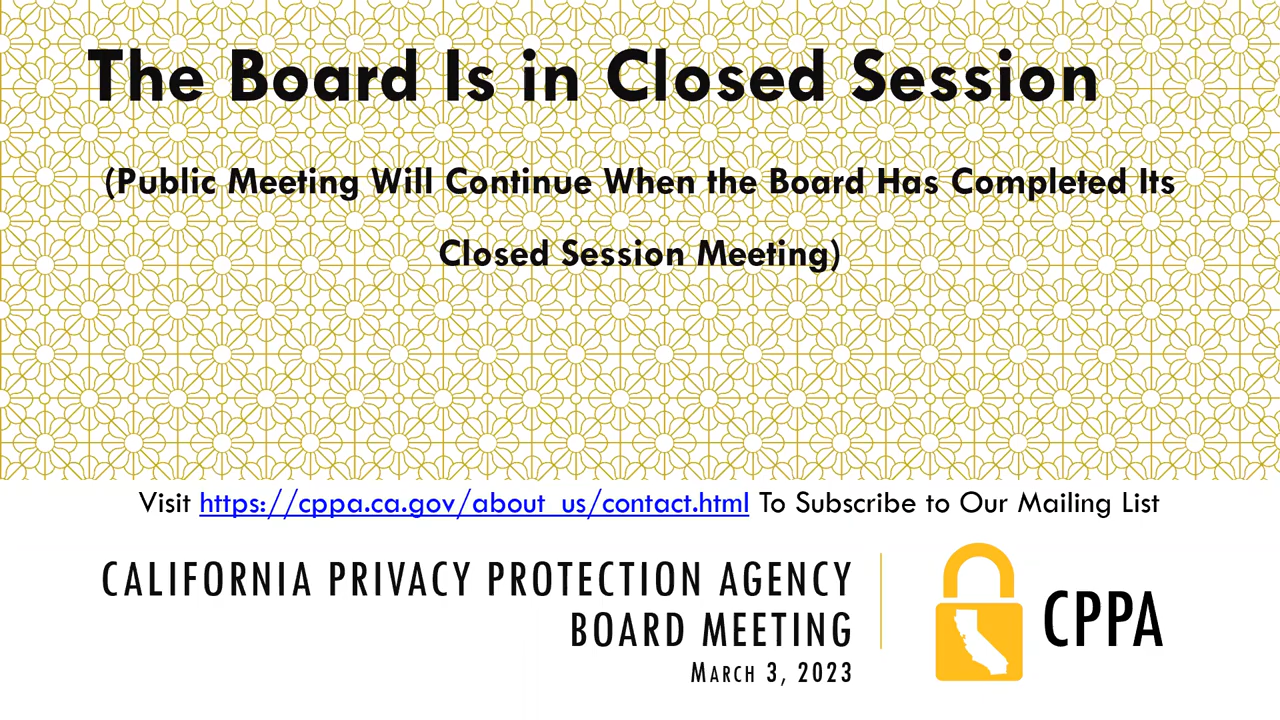 The Board Is in Closed Session
(Public Meeting Will Continue When the Board Has Completed Its
Closed Session Meeting)
Visit https://cppa.ca.gov/about_us/contact.html To Subscribe to Our Mailing List
CALIFORNIA PRIVACY PROTECTION AGENCY
BOARD MEETING
MARCH 3, 2023
CPPA